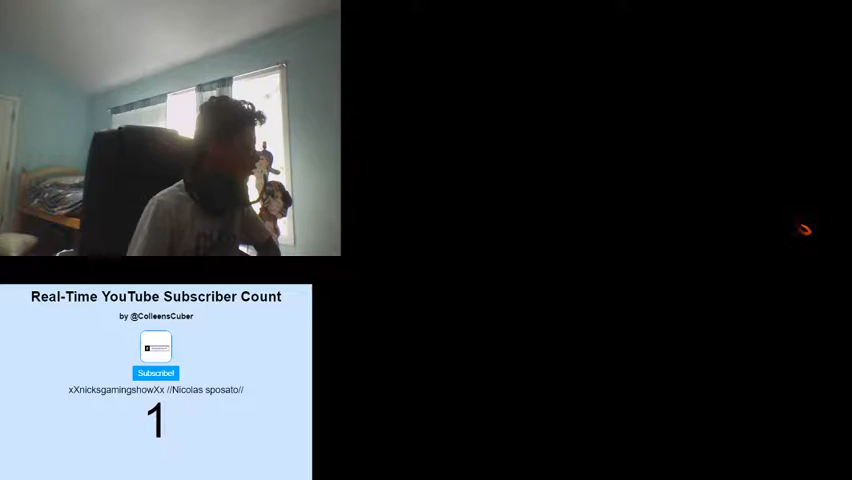 Real-Time YouTube Subscriber Count
by @ColleensCuber
Subscribe!
xXnicksgamingshowXx //Nicolas sposato//
1